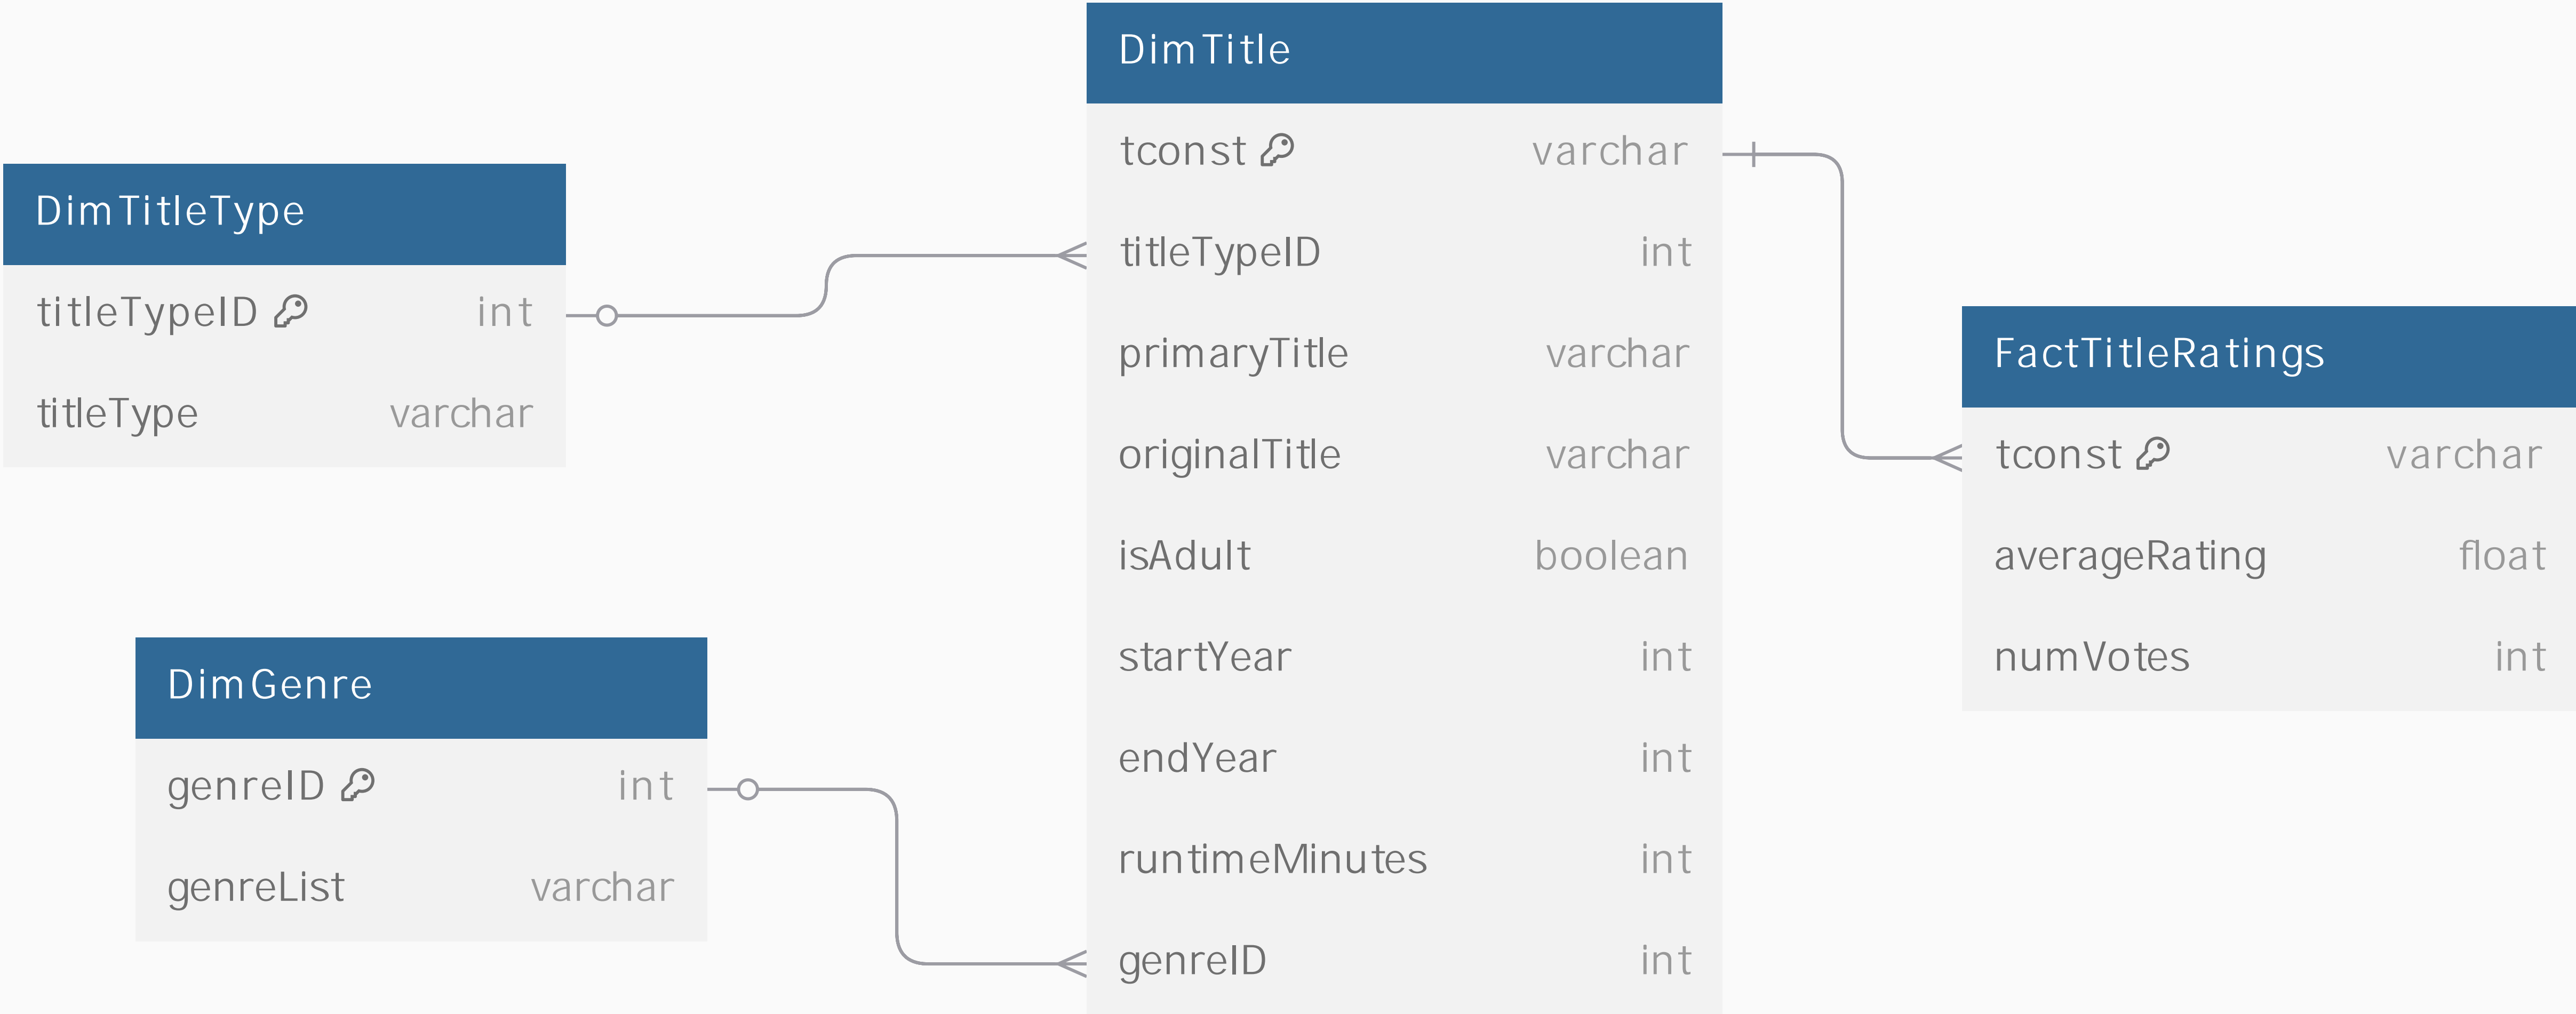 DimTitleType
titleTypeID int
titleType varchar
DimGenre
genreID int
genreList varchar
DimTitle
tconst varchar
titleTypeID int
primaryTitle varchar
originalTitle varchar
isAdult boolean
startYear int
endYear int
runtimeMinutes int
genreID int
FactTitleRatings
tconst varchar
averageRating float
numVotes int